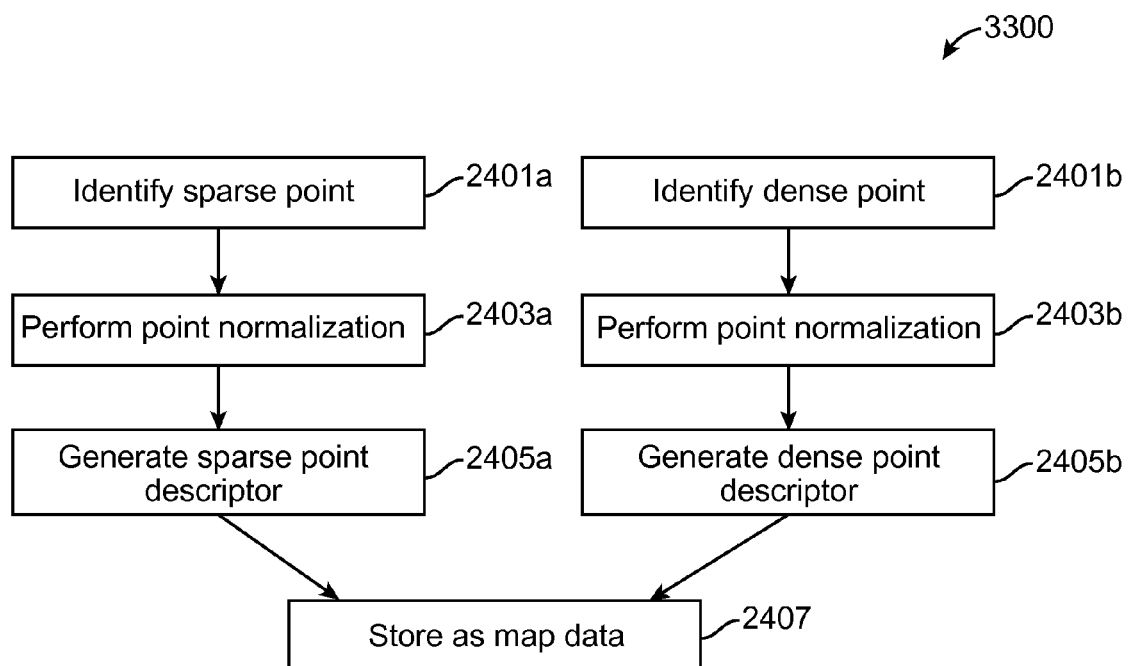 3300
Identify sparse point
2401a
Identify dense point
2401b
Perform point normalization
2403a
Perform point normalization
2403b
Generate sparse point
descriptor
2405a
Generate dense point
descriptor
2405b
Store as map data
2407